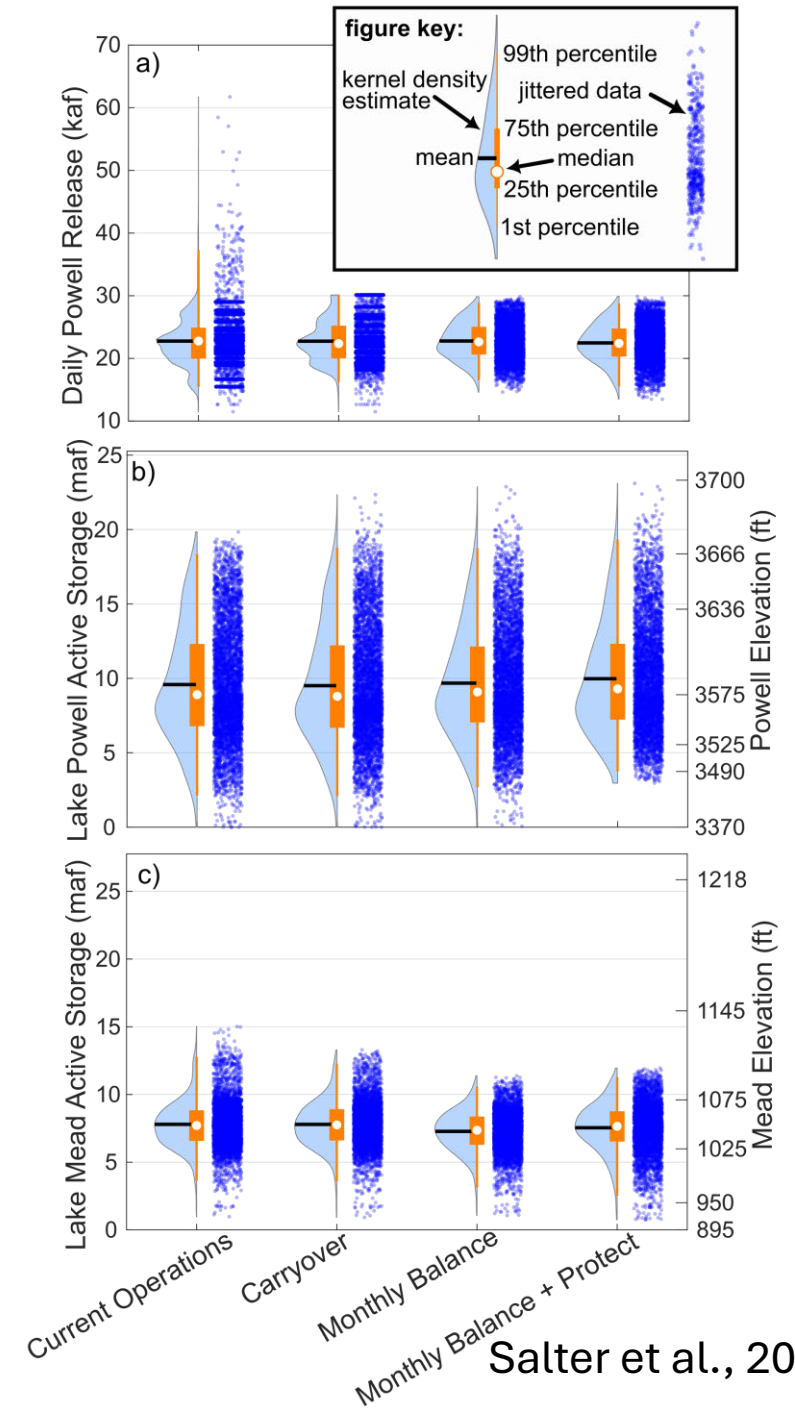 figure key:
kernel density
estimate
99th percentile
jittered data
75th percentile
mean
median
25th percentile
1st percentile
a)
Daily Powell Release (kaf)
70
60
50
40
30
20
10
b)
Lake Powell Active Storage (maf)
25
20
15
10
5
0
3700
3666
3636
3575
3525
3490
3370
Powell Elevation (ft)
c)
Lake Mead Active Storage (maf)
25
20
15
10
5
0
1218
1145
1075
1025
950
895
Mead Elevation (ft)
Current Operations
Carryover
Monthly Balance
Monthly Balance + Protect
Salter et al., 20